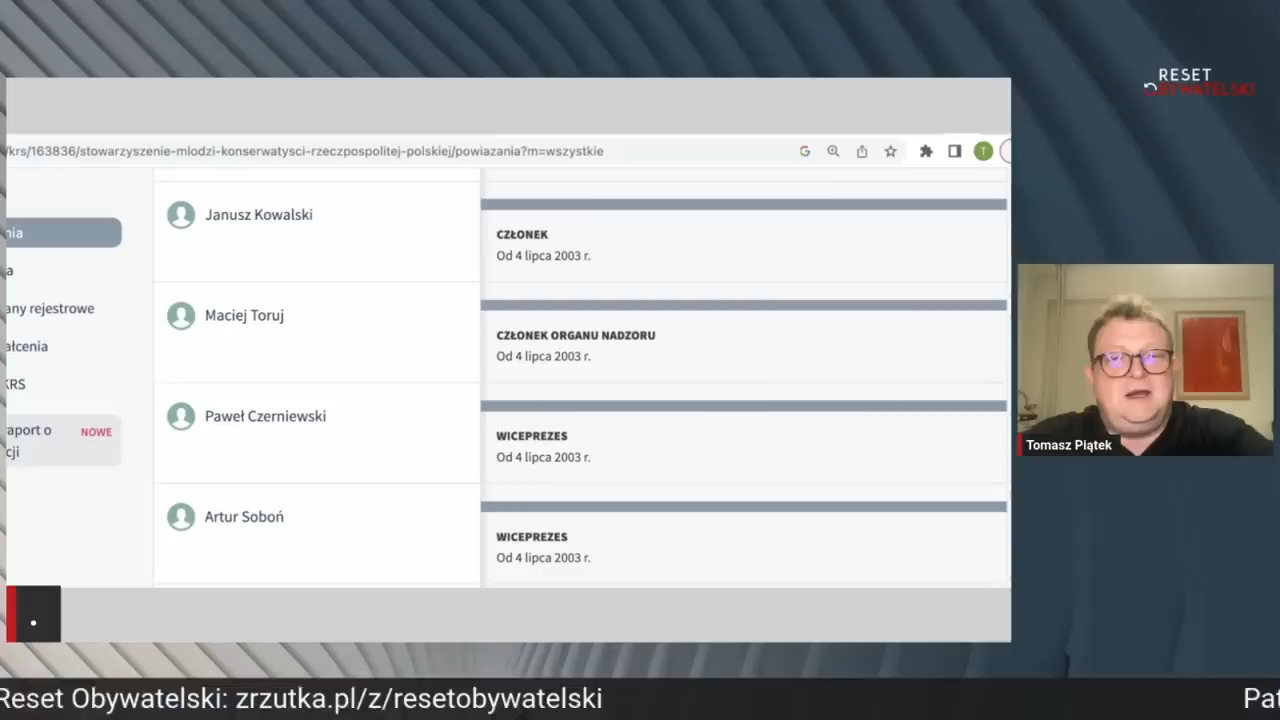 RESET
OBYWATELSKI
/krs/163836/stowarzyszenie-mlodzi-konserwatysci-rzeczpospolitej-polskiej/powiazania?m=wszystkie
G
T
nia
a
any rejestrowe
ałcenia
KRS
raport o
cji
NOWE
Janusz Kowalski
CZŁONEK
Od 4 lipca 2003 r.
Maciej Toruj
CZŁONEK ORGANU NADZORU
Od 4 lipca 2003 r.
Paweł Czerniewski
WICEPREZES
Od 4 lipca 2003 r.
Artur Soboń
WICEPREZES
Od 4 lipca 2003 r.
Tomasz Piątek
.
Reset Obywatelski: zrzutka.pl/z/resetobywatelski
Pat